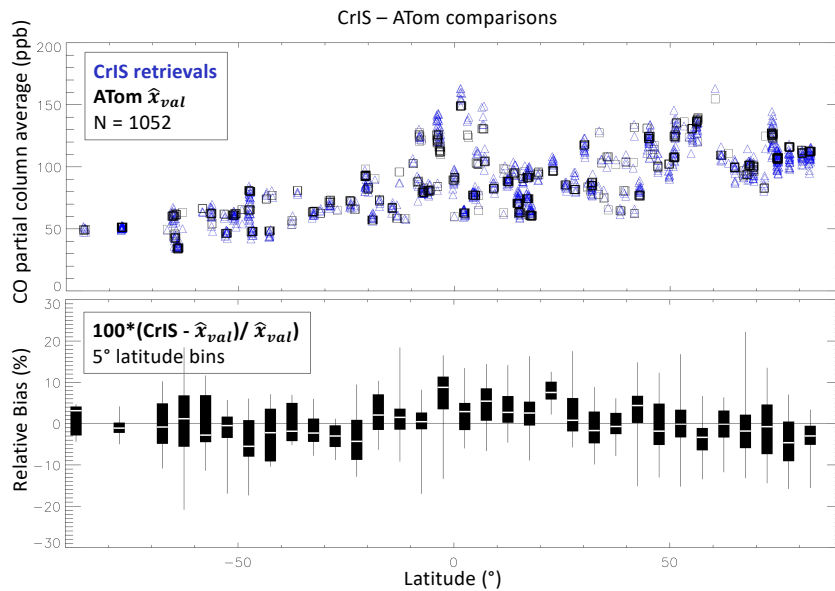 CrIS – ATom comparisons
CO partial column average (ppb)
200
150
100
50
0
CrIS retrievals
ATom x̂val
N = 1052
Relative Bias (%)
30
20
10
0
−10
−20
−30
100*(CrIS - x̂val)/ x̂val)
5° latitude bins
−50
0
50
Latitude (°)